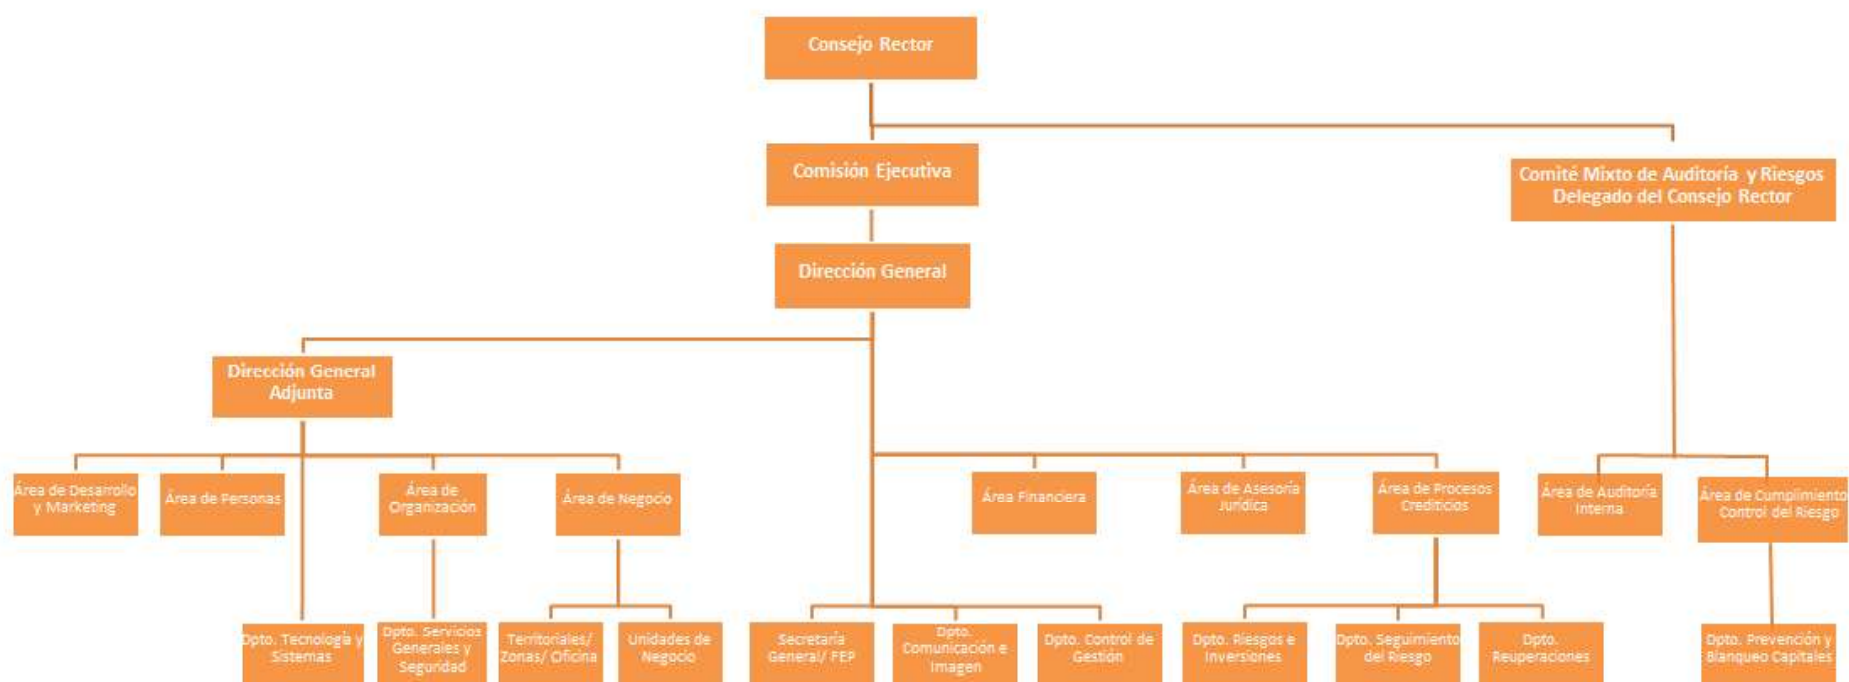 Consejo Rector
Comisión Ejecutiva
Comité Mixto de Auditoría y Riesgos
Delegado del Consejo Rector
Dirección General
Dirección General
Adjunta
Área de Desarrollo
y Marketing
Área de Personas
Área de
Organización
Área de Negocio
Área Financiera
Área de Asesoría
Jurídica
Área de Procesos
Crediticios
Área de Auditoría
Interna
Área de Cumplimiento
Control del Riesgo
Dpto. Tecnología y
Sistemas
Dpto. Servicios
Generales y
Seguridad
Territoriales/
Zonas/ Oficina
Unidades de
Negocio
Secretaría
General/ FEP
Dpto.
Comunicación e
Imagen
Dpto. Control de
Gestión
Dpto. Riesgos e
Inversiones
Dpto. Seguimiento
del Riesgo
Dpto.
Reuperaciones
Dpto. Prevención y
Blanqueo Capitales